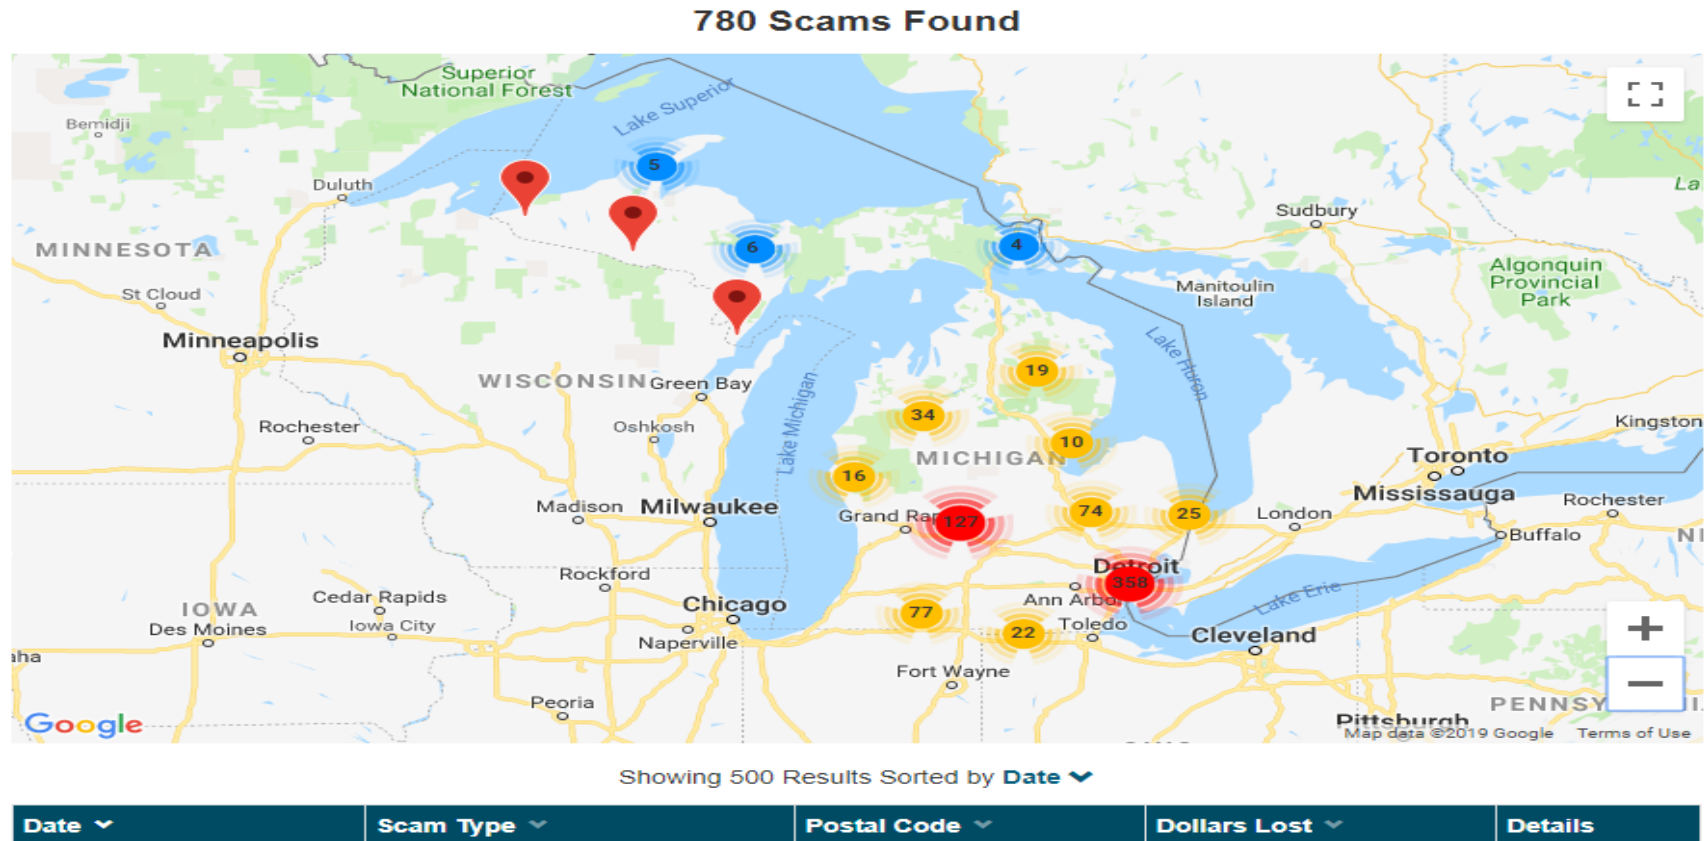 780 Scams Found
Superior
National Forest
Lake Superior
Bemidji
5
Duluth
La
Sudbury
MINNESOTA
6
4
Algonquin
Provincial
Park
Manitoulin
Island
St Cloud
Minneapolis
Lake Huron
WISCONSIN
Green Bay
19
Lake Michigan
34
Rochester
Oshkosh
10
Kingston
MICHIGAN
Toronto
16
Mississauga
Madison
Milwaukee
Grand Rap
127
74
25
London
Rochester
Buffalo
NI
Detroit
358
Rockford
Ann Arbo
Lake Erie
Cedar Rapids
Chicago
IOWA
77
Des Moines
Iowa City
22
Toledo
Cleveland
Naperville
aha
Fort Wayne
Peoria
PENNSY
Google
Pittsburgh
Map data ©2019 Google
Terms of Use
Showing 500 Results Sorted by Date
Date
Scam Type
Postal Code
Dollars Lost
Details